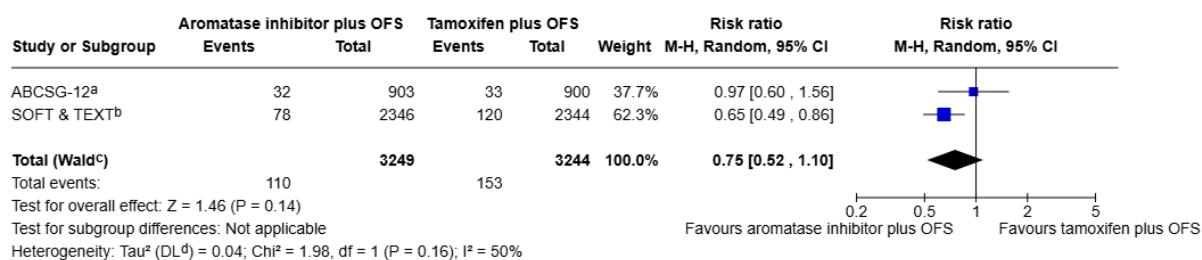 Aromatase inhibitor plus OFS Tamoxifen plus OFS Risk ratio Risk ratio
Study or Subgroup Events Total Events Total Weight M-H, Random, 95% CI M-H, Random, 95% CI
ABCSG-12ᵃ 32 903 33 900 37.7% 0.97 [0.60 , 1.56]
SOFT & TEXTᵇ 78 2346 120 2344 62.3% 0.65 [0.49 , 0.86]
Total (Waldᶜ) 3249 3244 100.0% 0.75 [0.52 , 1.10]
Total events: 110 153
Test for overall effect: Z = 1.46 (P = 0.14) 0.2 0.5 1 2 5
Test for subgroup differences: Not applicable Favours aromatase inhibitor plus OFS Favours tamoxifen plus OFS
Heterogeneity: Tau² (DLᵈ) = 0.04; Chi² = 1.98, df = 1 (P = 0.16); I² = 50%